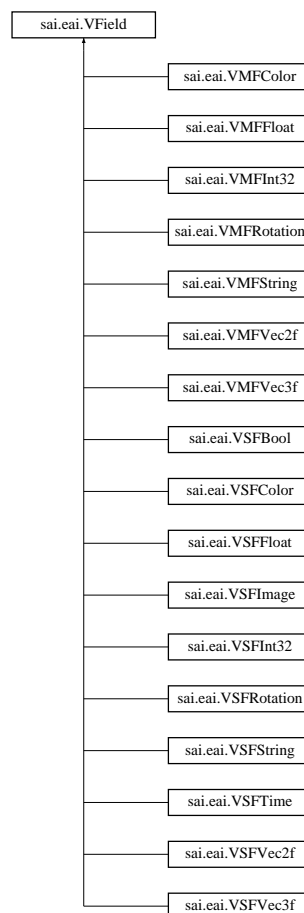 sai.eai.VField
sai.eai.VMFColor
sai.eai.VMFFloat
sai.eai.VMFInt32
sai.eai.VMFRotation
sai.eai.VMFString
sai.eai.VMFVec2f
sai.eai.VMFVec3f
sai.eai.VSFBool
sai.eai.VSFColor
sai.eai.VSFFloat
sai.eai.VSFImage
sai.eai.VSFInt32
sai.eai.VSFRotation
sai.eai.VSFString
sai.eai.VSFTime
sai.eai.VSFVec2f
sai.eai.VSFVec3f